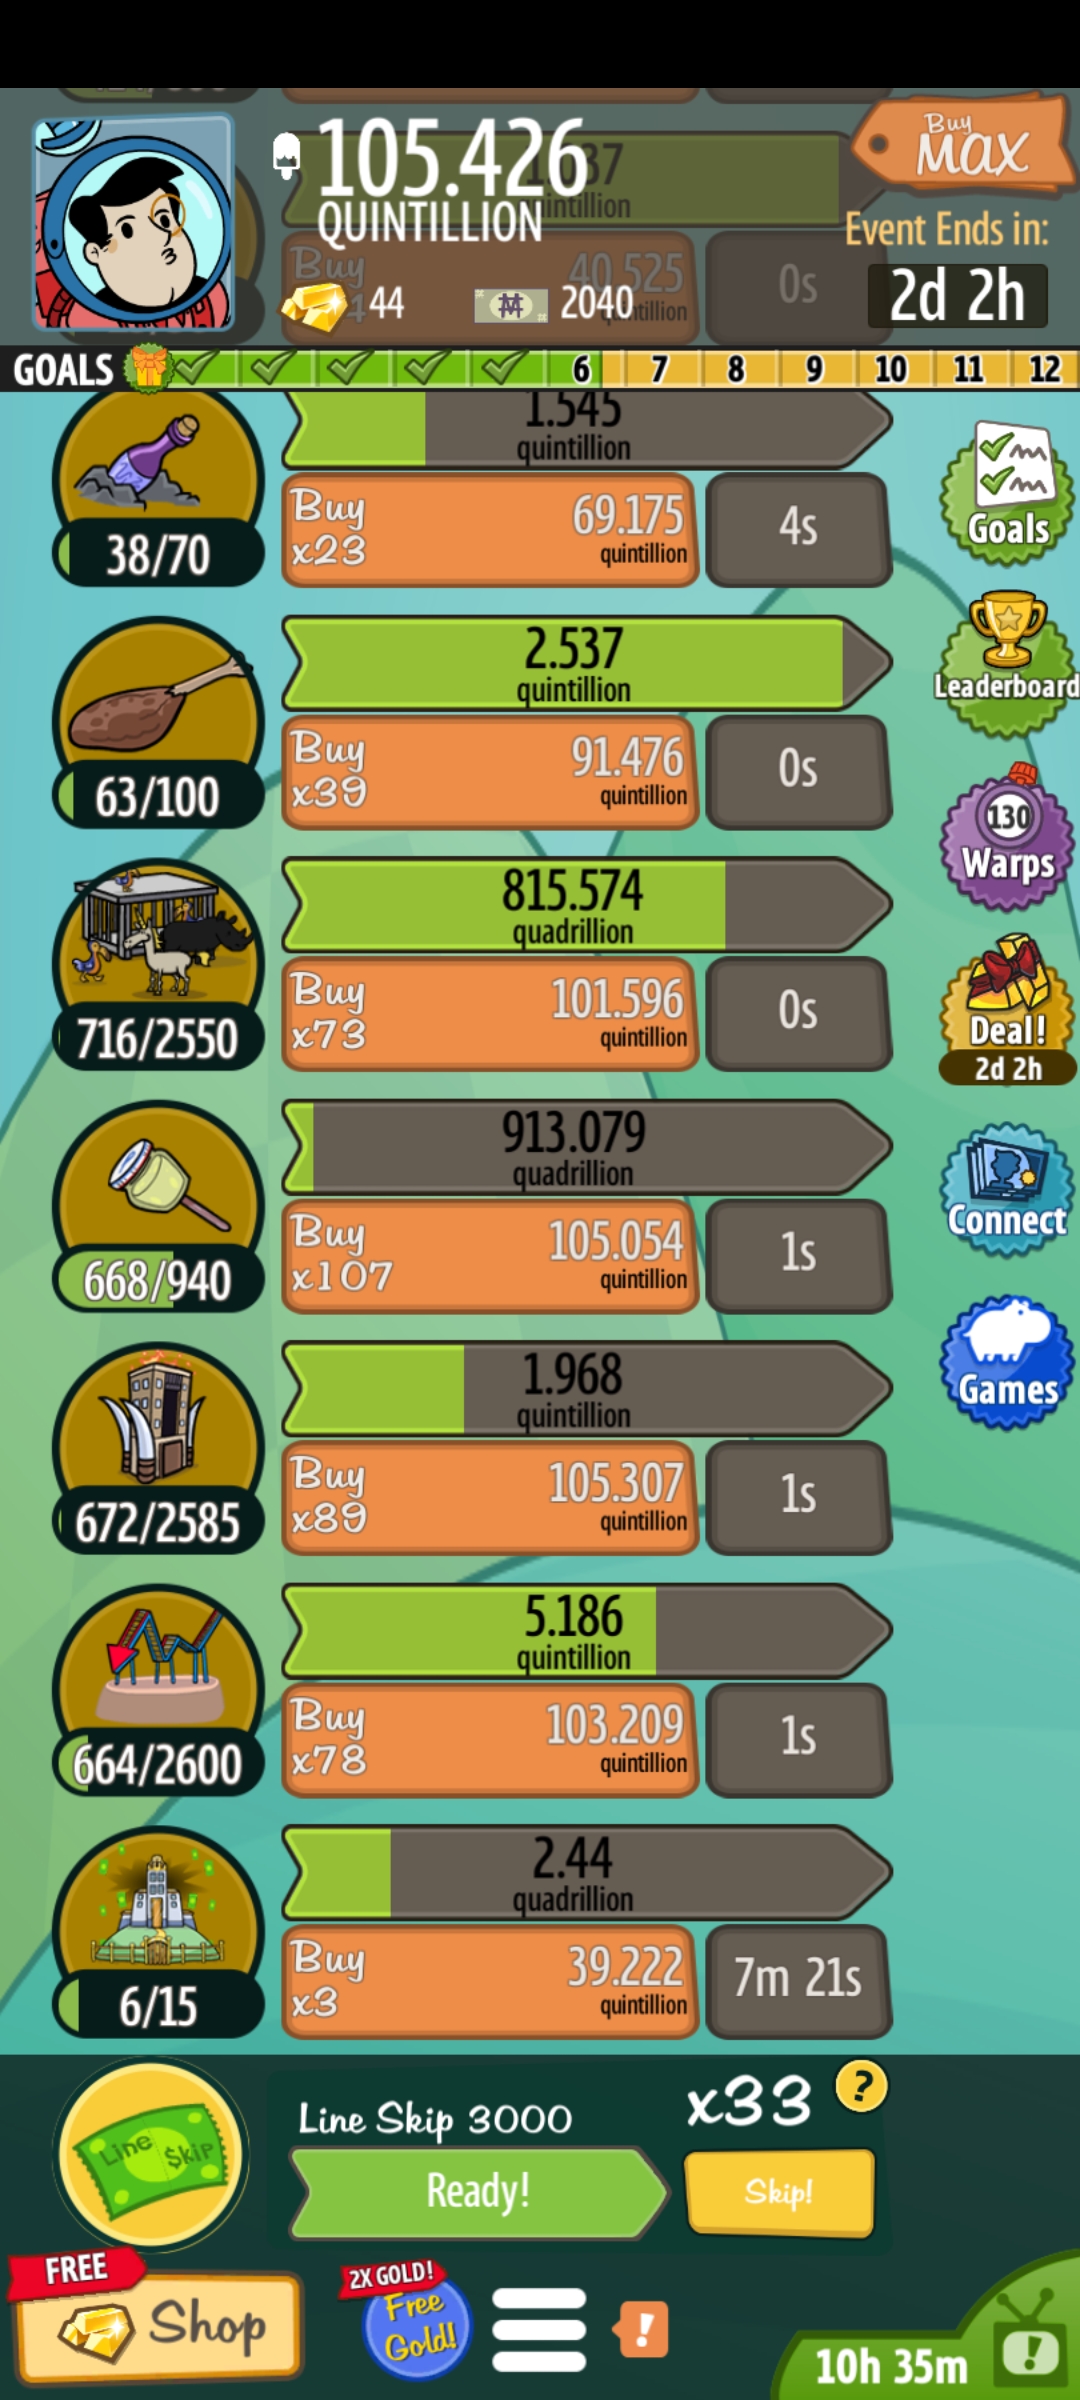 105.426
QUINTILLION
Buy
MAX
Event Ends in:
2d 2h
Buy
40.525
0s
44
2040
GOALS
6
7
8
9
10
11
12
1.545
quintillion
Buy
x23
69.175
quintillion
4s
38/70
Goals
2.537
quintillion
Buy
x39
91.476
quintillion
0s
63/100
Leaderboard
815.574
quadrillion
Buy
x73
101.596
quintillion
0s
716/2550
130
Warps
Deal!
2d 2h
913.079
quadrillion
Buy
x107
105.054
quintillion
1s
668/940
Connect
1.968
quintillion
Buy
x89
105.307
quintillion
1s
672/2585
Games
5.186
quintillion
Buy
x78
103.209
quintillion
1s
664/2600
2.44
quadrillion
Buy
x3
39.222
quintillion
7m 21s
6/15
Line $kip
Line Skip 3000
x33
?
Ready!
Skip!
FREE
Shop
2X GOLD!
Free
Gold!
!
10h 35m
!